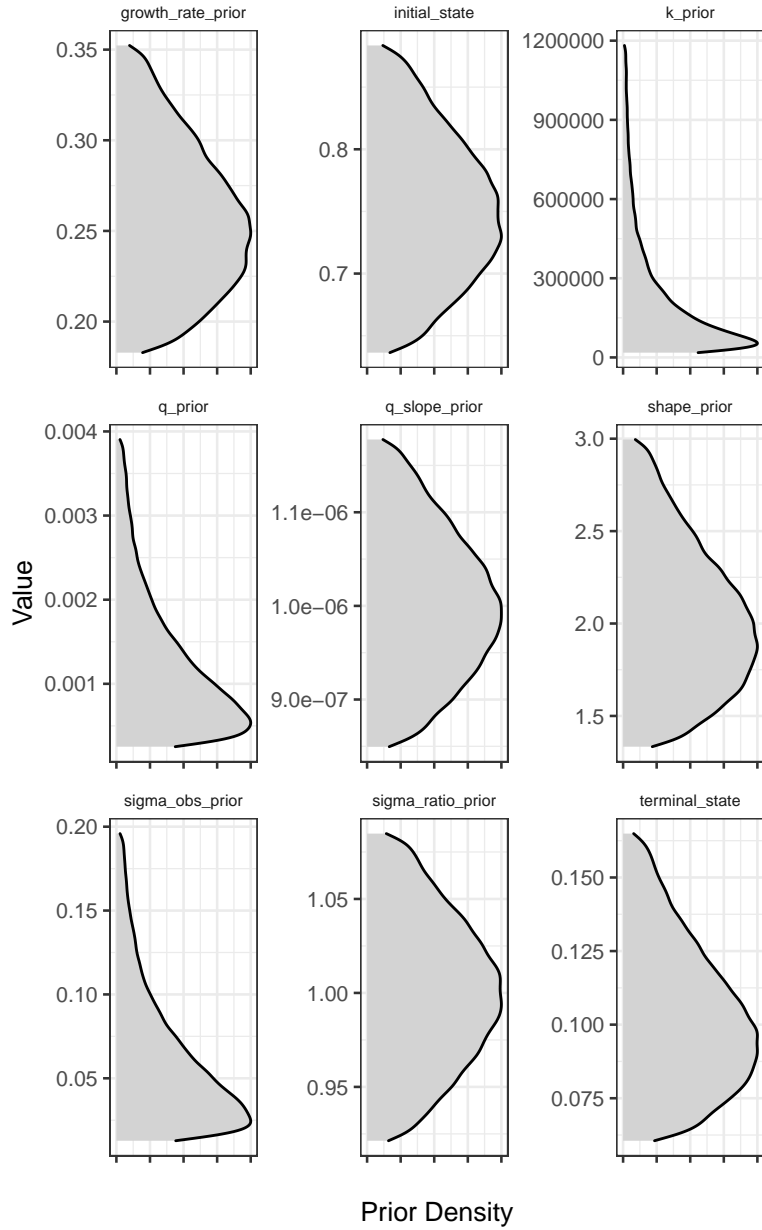 growth_rate_prior
initial_state
k_prior
0.35
0.30
0.25
0.20
0.8
0.7
1200000
900000
600000
300000
0
q_prior
q_slope_prior
shape_prior
0.004
0.003
0.002
0.001
1.1e−06
1.0e−06
9.0e−07
3.0
2.5
2.0
1.5
Value
sigma_obs_prior
sigma_ratio_prior
terminal_state
0.20
0.15
0.10
0.05
1.05
1.00
0.95
0.150
0.125
0.100
0.075
Prior Density